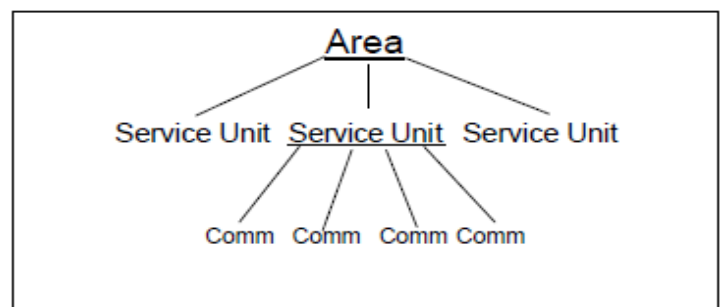 Area
Service Unit Service Unit Service Unit
Comm Comm Comm Comm